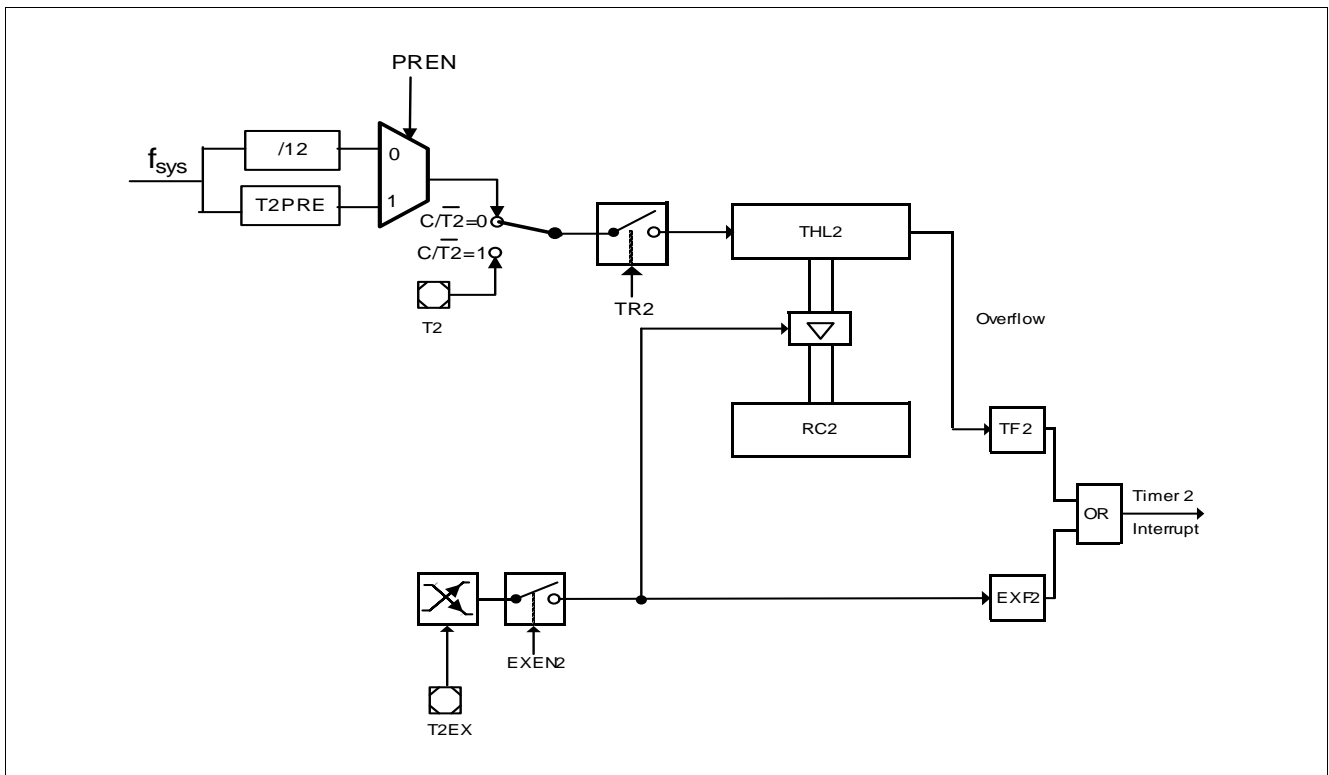 PREN
/12
0
fsys
T2PRE
1
C/T2=0
C/T2=1
T2
TR2
THL2
Overflow
RC2
TF2
OR
Timer 2
Interrupt
EXF2
EXEN2
T2EX